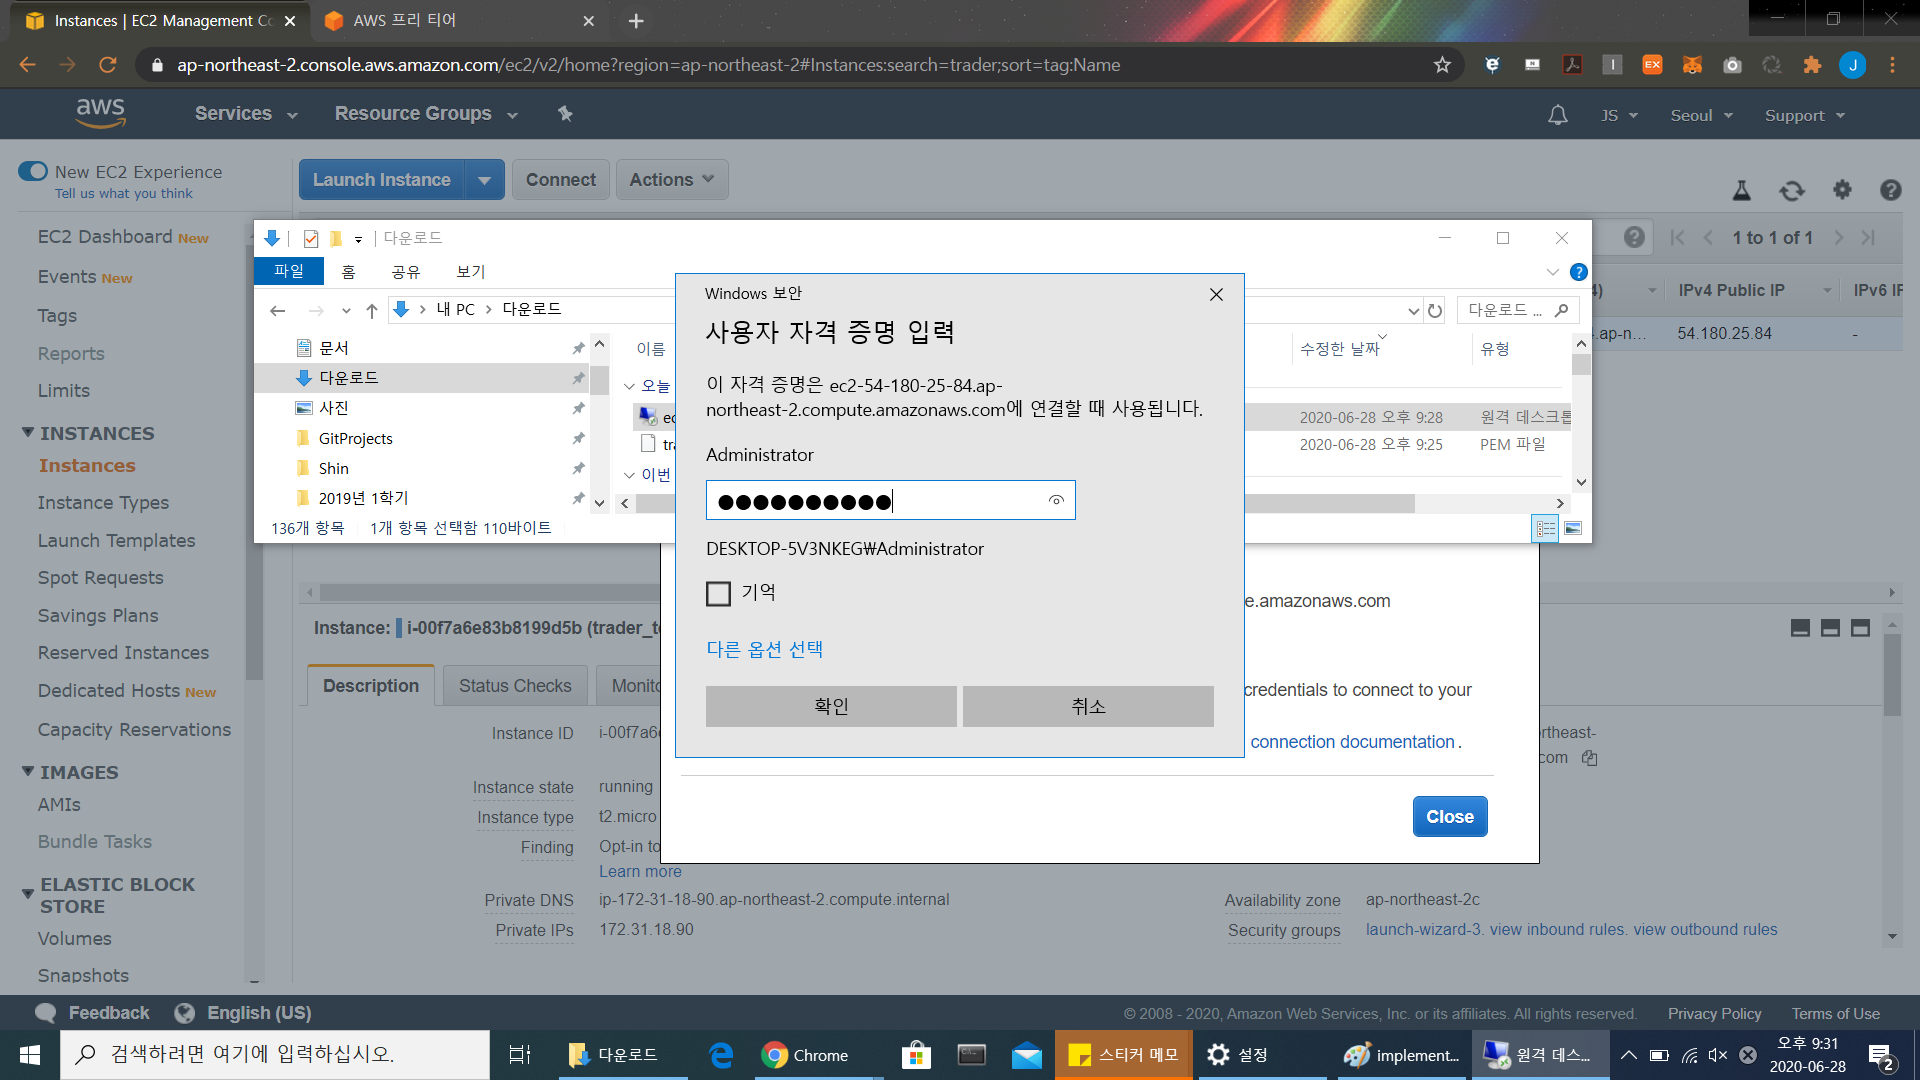 Instances | EC2 Management Co
AWS 프리 티어
ap-northeast-2.console.aws.amazon.com/ec2/v2/home?region=ap-northeast-2#Instances:search=trader;sort=tag:Name
EX
J
aws
Services
Resource Groups
JS
Seoul
Support
New EC2 Experience
Tell us what you think
Launch Instance
Connect
Actions
EC2 Dashboard New
Events New
Tags
Reports
Limits
INSTANCES
Instances
Instance Types
Launch Templates
Spot Requests
Savings Plans
Reserved Instances
Dedicated Hosts New
Capacity Reservations
IMAGES
AMIs
Bundle Tasks
ELASTIC BLOCK
STORE
Volumes
Snapshots
1 to 1 of 1
4)
IPv4 Public IP
IPv6 IF
.ap-n...
54.180.25.84
-
다운로드
파일
홈
공유
보기
내 PC
다운로드
다운로드 ...
문서
다운로드
사진
GitProjects
Shin
2019년 1학기
이름
수정한 날짜
유형
오늘
ec
2020-06-28 오후 9:28
원격 데스크톱
tra
2020-06-28 오후 9:25
PEM 파일
이번
136개 항목
1개 항목 선택함 110바이트
Windows 보안
사용자 자격 증명 입력
이 자격 증명은 ec2-54-180-25-84.ap-
northeast-2.compute.amazonaws.com에 연결할 때 사용됩니다.
Administrator
●●●●●●●●●●
DESKTOP-5V3NKEG₩Administrator
기억
다른 옵션 선택
확인
취소
e.amazonaws.com
credentials to connect to your
connection documentation.
Close
Instance: i-00f7a6e83b8199d5b (trader_te
Description
Status Checks
Monito
Instance ID
i-00f7a6e
rtheast-
com
Instance state
running
Instance type
t2.micro
Finding
Opt-in to
Learn more
Private DNS
ip-172-31-18-90.ap-northeast-2.compute.internal
Availability zone
ap-northeast-2c
Private IPs
172.31.18.90
Security groups
launch-wizard-3. view inbound rules. view outbound rules
Feedback
English (US)
© 2008 - 2020, Amazon Web Services, Inc. or its affiliates. All rights reserved.
Privacy Policy
Terms of Use
검색하려면 여기에 입력하십시오.
다운로드
Chrome
스티커 메모
설정
implement...
원격 데스...
오후 9:31
2020-06-28
2